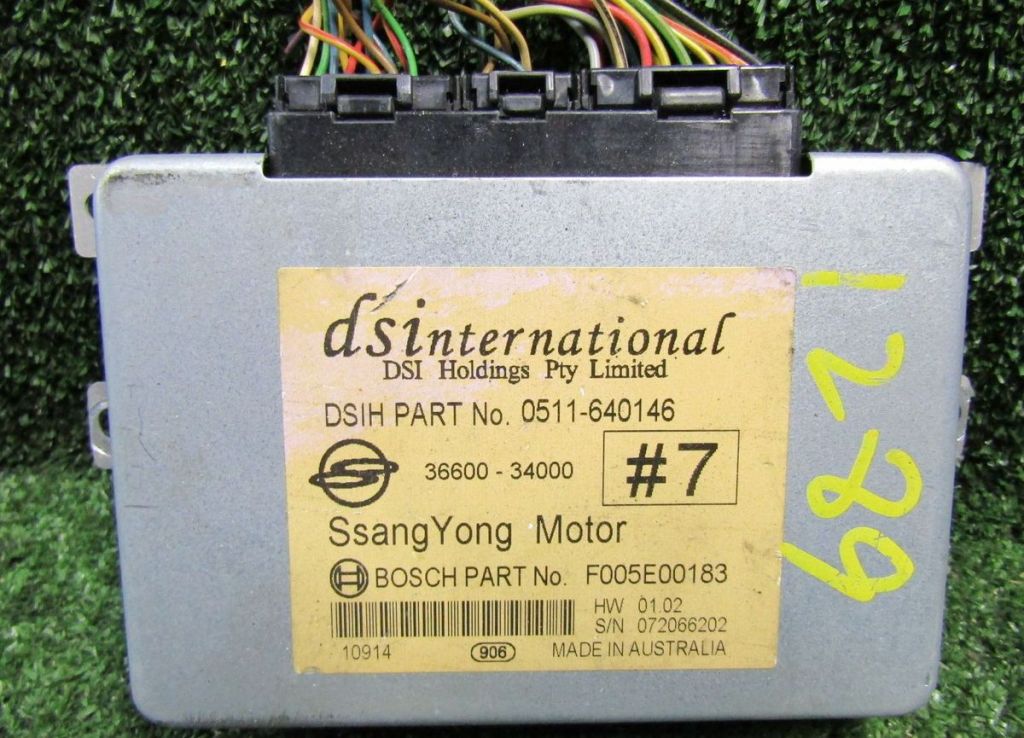 dsinternational
DSI Holdings Pty Limited
DSIH PART No. 0511-640146
36600 - 34000 #7
SsangYong Motor
BOSCH PART No. F005E00183
HW 01.02
S/N 072066202
10914 906 MADE IN AUSTRALIA
1289